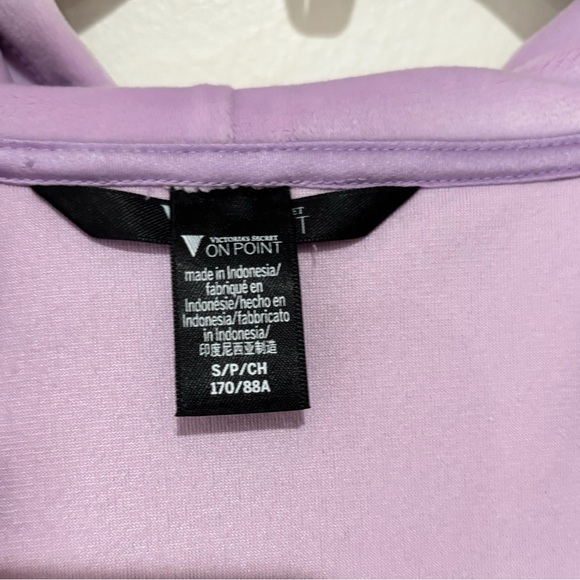 VICTORIA'S SECRET
ON POINT
made in Indonesia/
fabriqué en
Indonésie/hecho en
Indonesia/fabbricato
in Indonesia/
印度尼西亚制造
S/P/CH
170/88A
ET
T